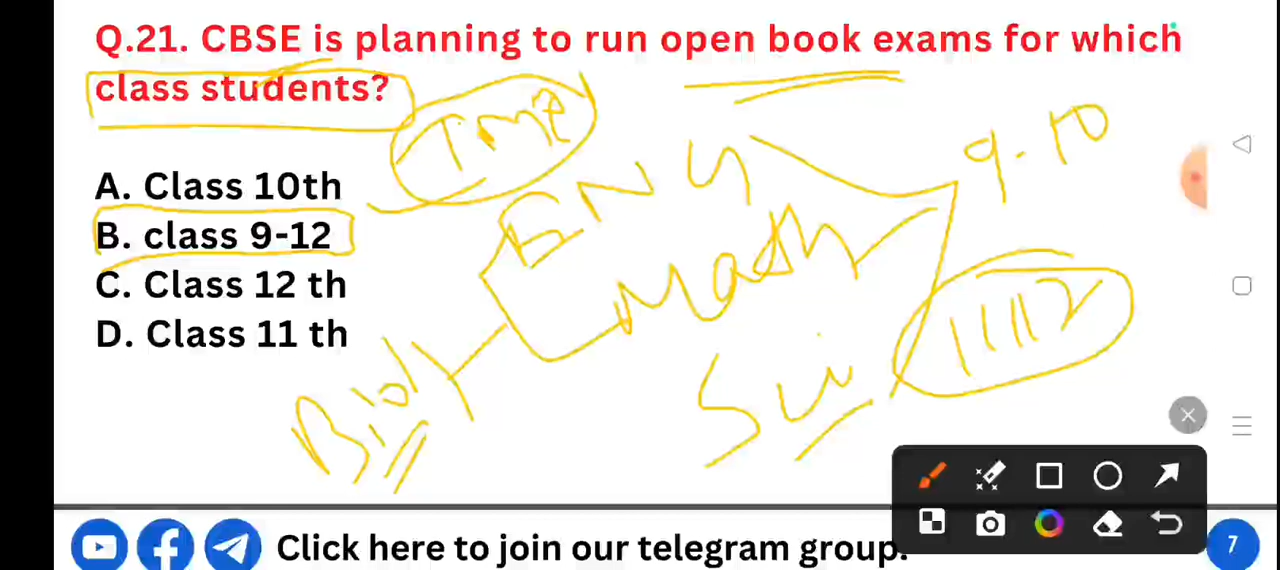 Q.21. CBSE is planning to run open book exams for which
class students?
Time
ENG
9-10
A. Class 10th
B. class 9-12
Math
C. Class 12 th
11 12
D. Class 11 th
Sci
Click here to join our telegram group.
7